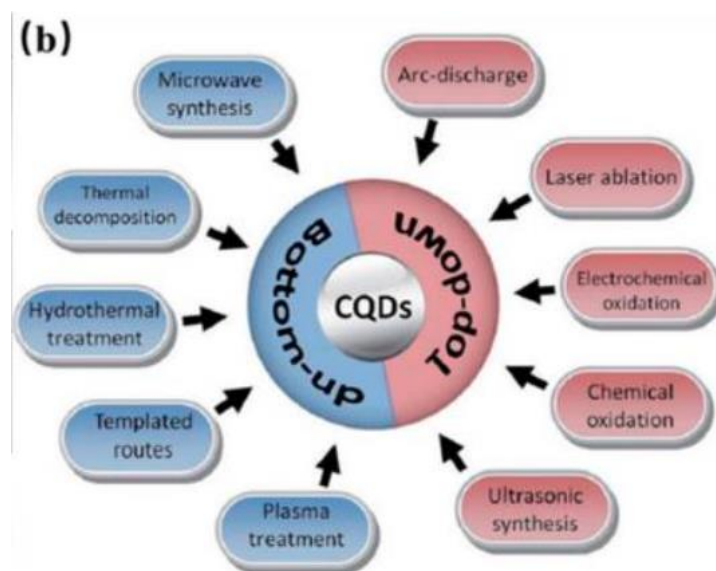 (b)
Microwave
synthesis
Arc-discharge
Thermal
decomposition
Laser ablation
Hydrothermal
treatment
Electrochemical
oxidation
Templated
routes
Chemical
oxidation
Plasma
treatment
Ultrasonic
synthesis
Bottom-up
CQDs
Top-down